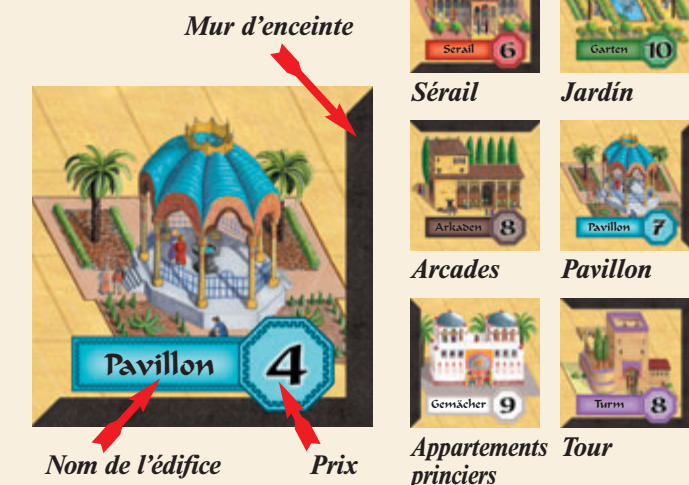 Mur d’enceinte
Pavillon 4
Nom de l’édifice
Prix
Serail 6
Sérail
Garten 10
Jardín
Arkaden 8
Arcades
Pavillon 7
Pavillon
Gemächer 9
Appartements
princiers
Turm 8
Tour